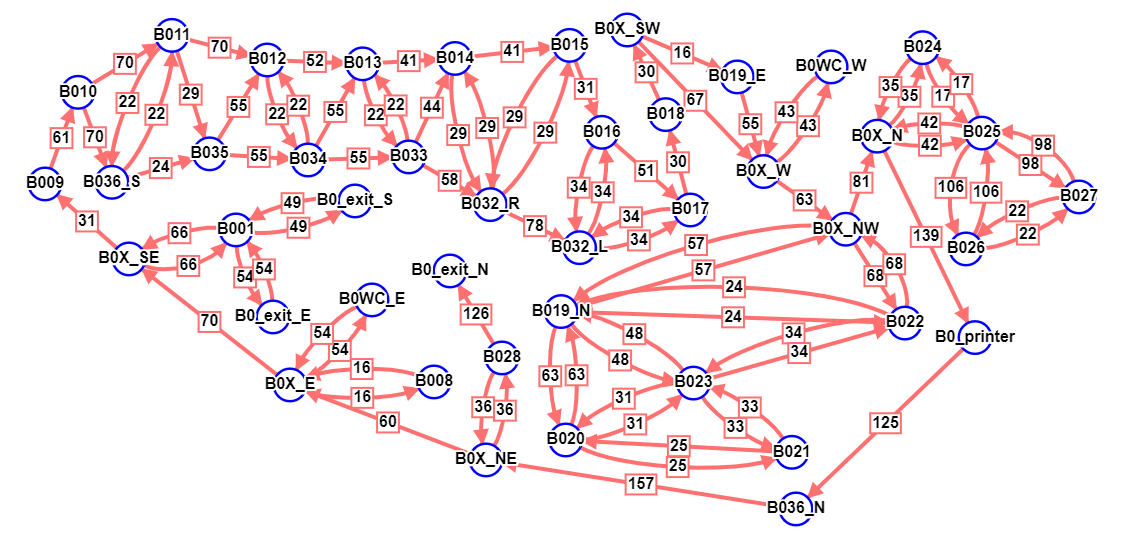 B0X_SW
B011
B015
B024
70
41
16
70
B012
52
B013
41
B014
B019_E
B0WC_W
30
31
35
17
35
17
B010
29
67
43
22
22
55
22
22
55
22
22
44
29
29
29
29
B018
55
43
B0X_N
42
B025
61
70
B016
42
98
98
24
B035
55
B034
55
B033
51
30
B0X_W
B009
B036_S
58
34
34
106
106
B027
31
49
B0_exit_S
B032_R
34
B017
63
81
22
66
B001
49
78
B032_L
34
B0X_NW
139
22
B026
B0X_SE
66
57
54
54
B0_exit_N
57
68
68
70
B0_exit_E
B0WC_E
126
B019_N
24
24
B022
54
54
48
34
B0_printer
B028
48
34
B0X_E
16
B008
63
63
B023
16
36
36
31
33
60
31
33
125
B020
25
B021
B0X_NE
25
157
B036_N